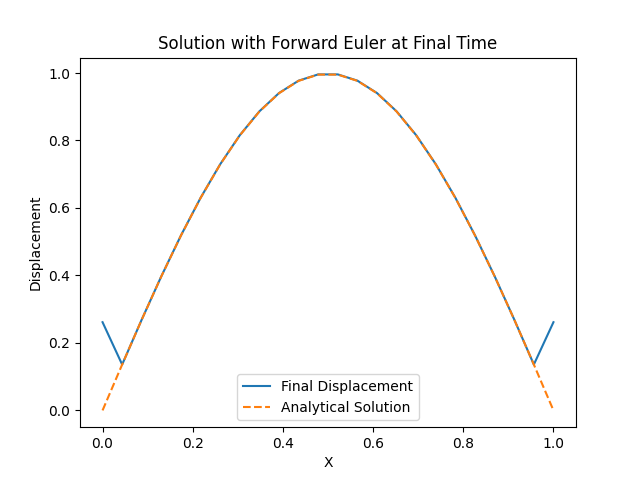 Solution with Forward Euler at Final Time
1.0
0.8
0.6
0.4
0.2
0.0
Displacement
Final Displacement
Analytical Solution
0.0 0.2 0.4 0.6 0.8 1.0
X